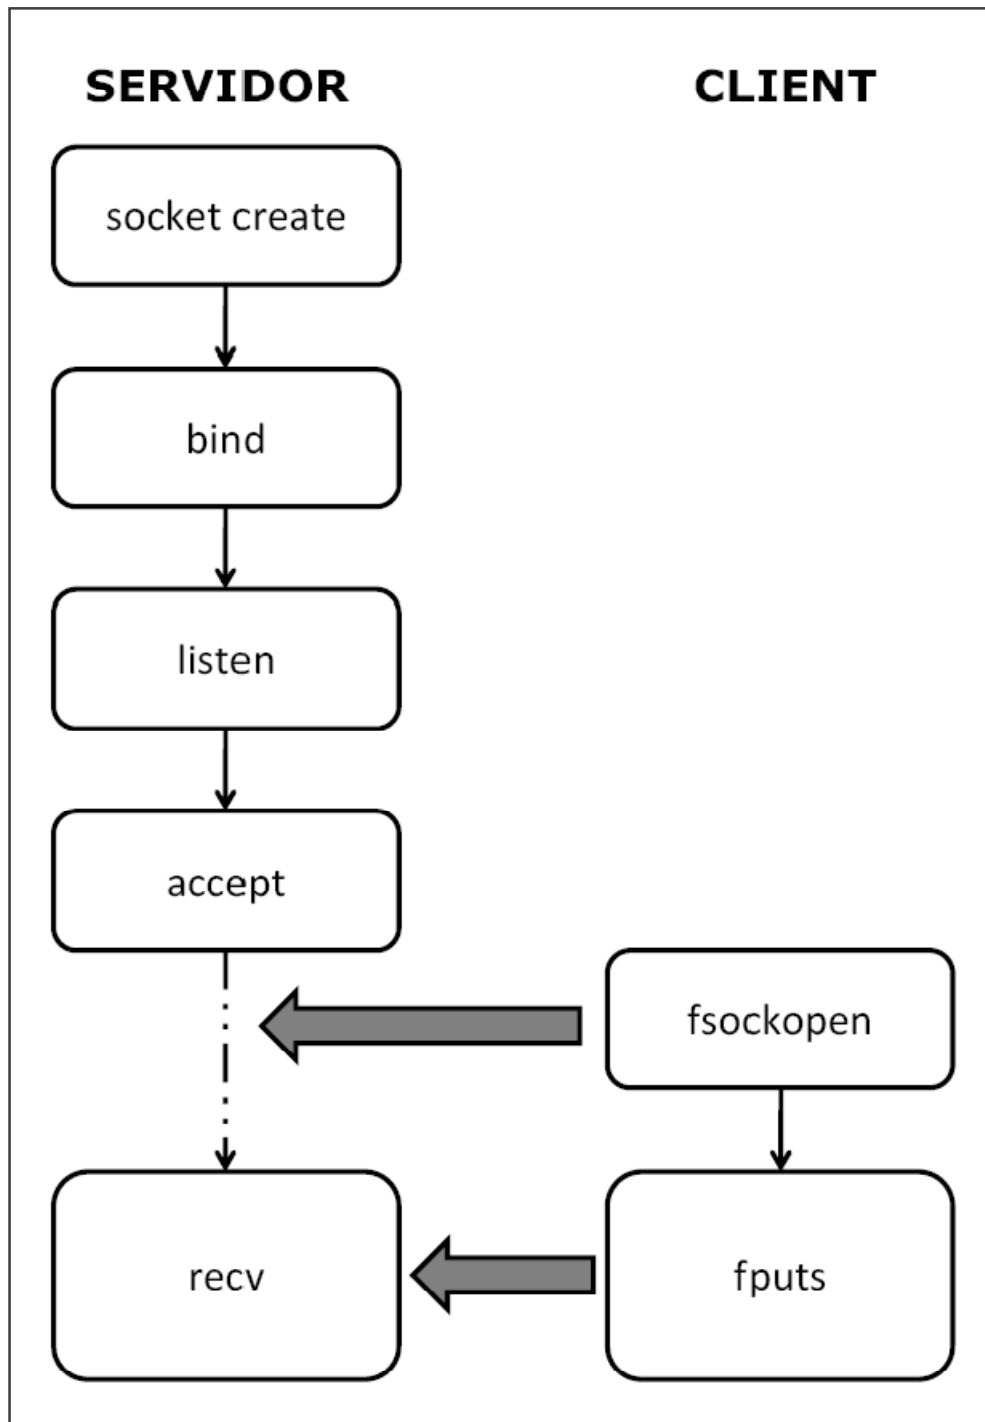 SERVIDOR
CLIENT
socket create
bind
listen
accept
fsockopen
recv
fputs